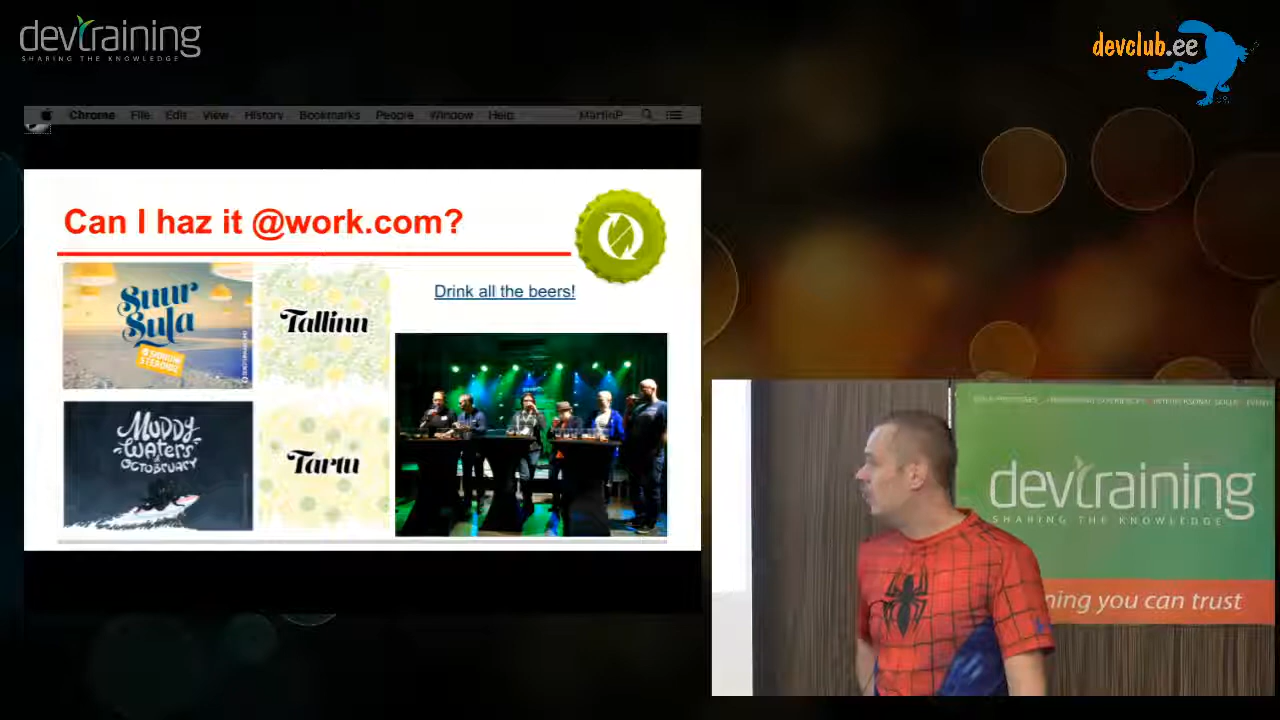 devtraining
SHARING THE KNOWLEDGE
devclub.ee
Chrome File Edit View History Bookmarks People Window Help MartinP
Can I haz it @work.com?
Drink all the beers!
Suur
Sula
Tallinn
MUDDY
WATERS
OCTOBRUARY
Tartu
devtraining
SHARING THE KNOWLEDGE
ning you can trust